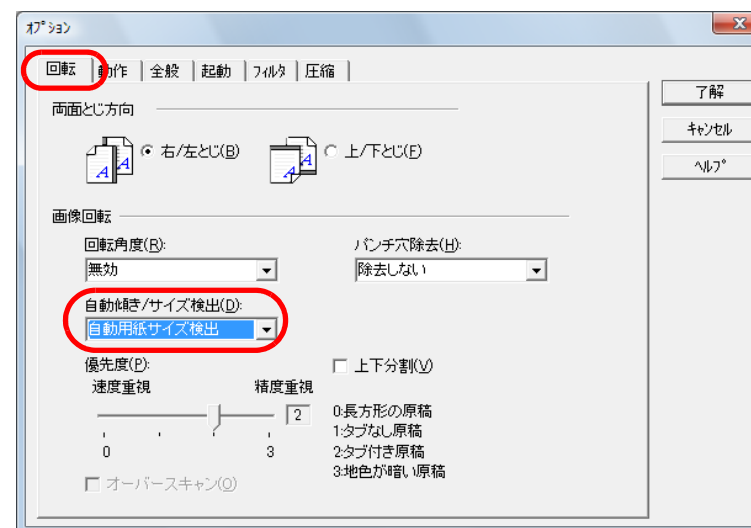 ｵﾌﾟｼｮﾝ
回転 動作 全般 起動 ﾌｨﾙﾀ 圧縮
了解
ｷｬﾝｾﾙ
ﾍﾙﾌﾟ
両面とじ方向
右/左とじ(B) 上/下とじ(F)
画像回転
回転角度(R): パンチ穴除去(H):
無効 除去しない
自動傾き/サイズ検出(D):
自動用紙サイズ検出
優先度(P): 上下分割(V)
速度重視 精度重視
2
0 3
0:長方形の原稿
1:タブなし原稿
2:タブ付き原稿
3:地色が暗い原稿
オーバースキャン(O)
A A A A